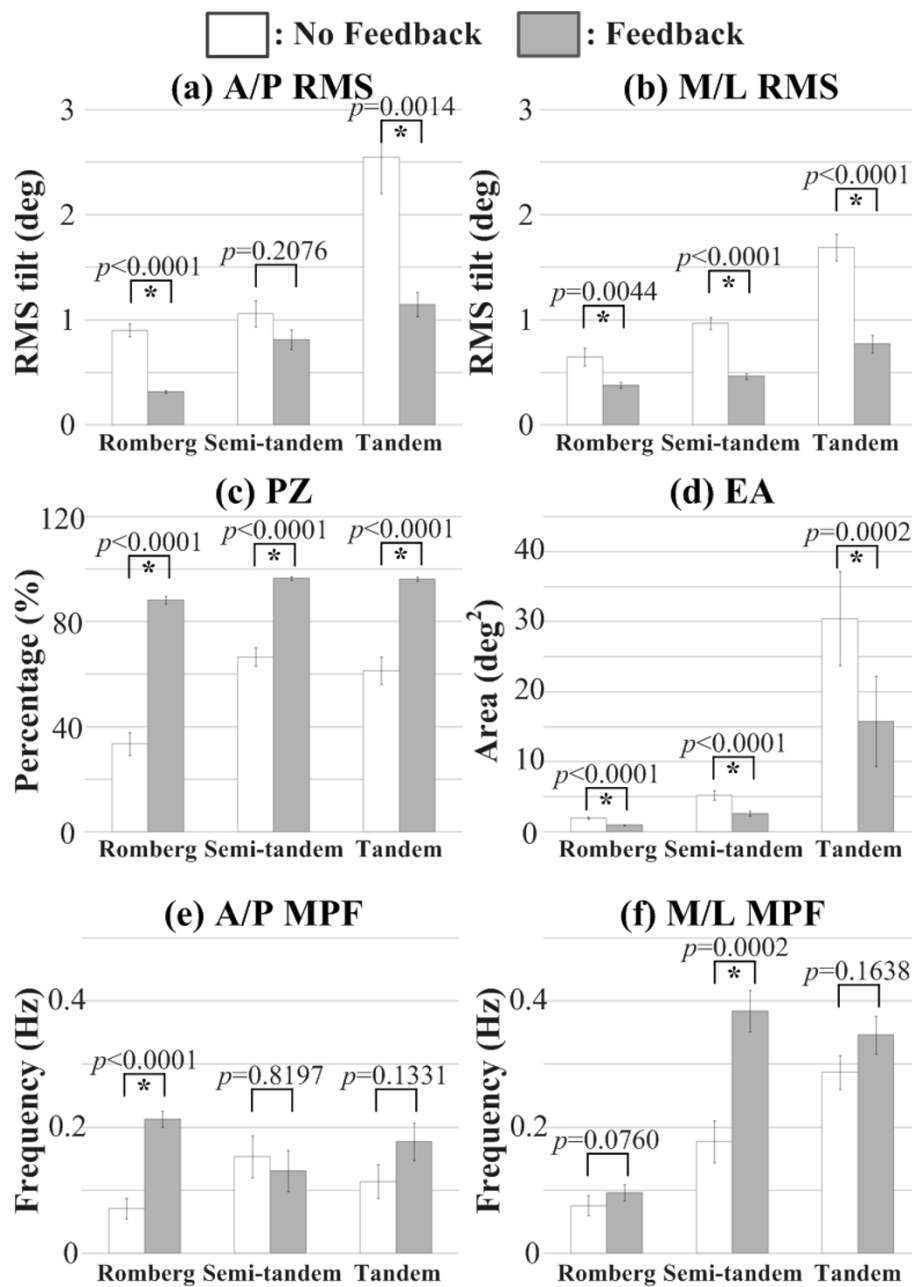 : No Feedback : Feedback
(a) A/P RMS
3
2
1
0
RMS tilt (deg)
p<0.0001
*
p=0.2076
p=0.0014
*
Romberg Semi-tandem Tandem
(b) M/L RMS
3
2
1
0
RMS tilt (deg)
p=0.0044
*
p<0.0001
*
p<0.0001
*
Romberg Semi-tandem Tandem
(c) PZ
120
80
40
0
Percentage (%)
p<0.0001
*
p<0.0001
*
p<0.0001
*
Romberg Semi-tandem Tandem
(d) EA
40
30
20
10
0
Area (deg²)
p<0.0001
*
p<0.0001
*
p=0.0002
*
Romberg Semi-tandem Tandem
(e) A/P MPF
0.4
0.2
0
Frequency (Hz)
p<0.0001
*
p=0.8197
p=0.1331
Romberg Semi-tandem Tandem
(f) M/L MPF
0.4
0.2
0
Frequency (Hz)
p=0.0760
p=0.0002
*
p=0.1638
Romberg Semi-tandem Tandem